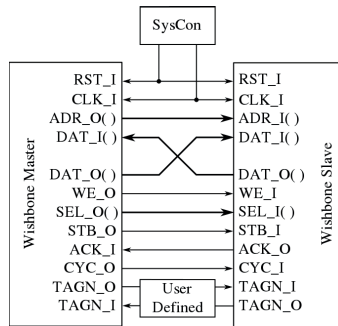 SysCon
RST_I RST_I
CLK_I CLK_I
ADR_O( ) ADR_I( )
DAT_I( ) DAT_I( )
DAT_O( ) DAT_O( )
WE_O WE_I
SEL_O( ) SEL_I( )
STB_O STB_I
ACK_I ACK_O
CYC_O CYC_I
TAGN_O User TAGN_I
TAGN_I Defined TAGN_O
Wishbone Master
Wishbone Slave